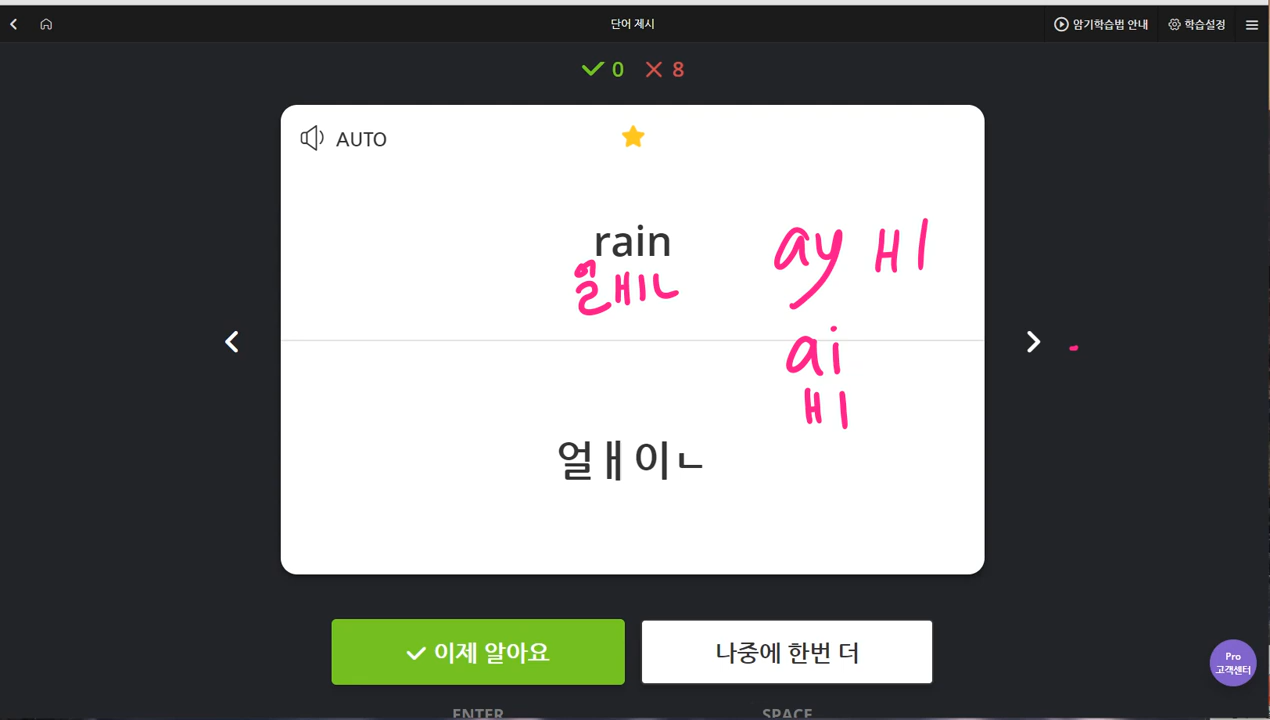 단어 제시
암기학습법 안내
학습설정
0 8
AUTO
rain
얼ㅐㅣㄴ
ay ㅐㅣ
ai
ㅐㅣ
얼ㅐ이ㄴ
이제 알아요
나중에 한번 더
Pro
고객센터
ENTER
SPACE